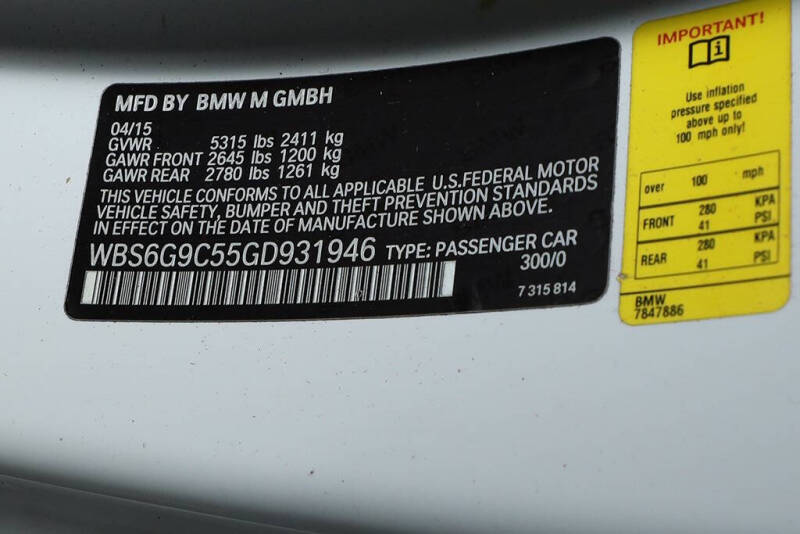 MFD BY BMW M GMBH
04/15
GVWR 5315 lbs 2411 kg
GAWR FRONT 2645 lbs 1200 kg
GAWR REAR 2780 lbs 1261 kg
THIS VEHICLE CONFORMS TO ALL APPLICABLE U.S.FEDERAL MOTOR
VEHICLE SAFETY, BUMPER AND THEFT PREVENTION STANDARDS
IN EFFECT ON THE DATE OF MANUFACTURE SHOWN ABOVE.
WBS6G9C55GD931946 TYPE: PASSENGER CAR
300/0
7 315 814
IMPORTANT!
i
Use inflation
pressure specified
above up to
100 mph only!
over 100 mph
FRONT 280 KPA
41 PSI
REAR 280 KPA
41 PSI
BMW
7847886